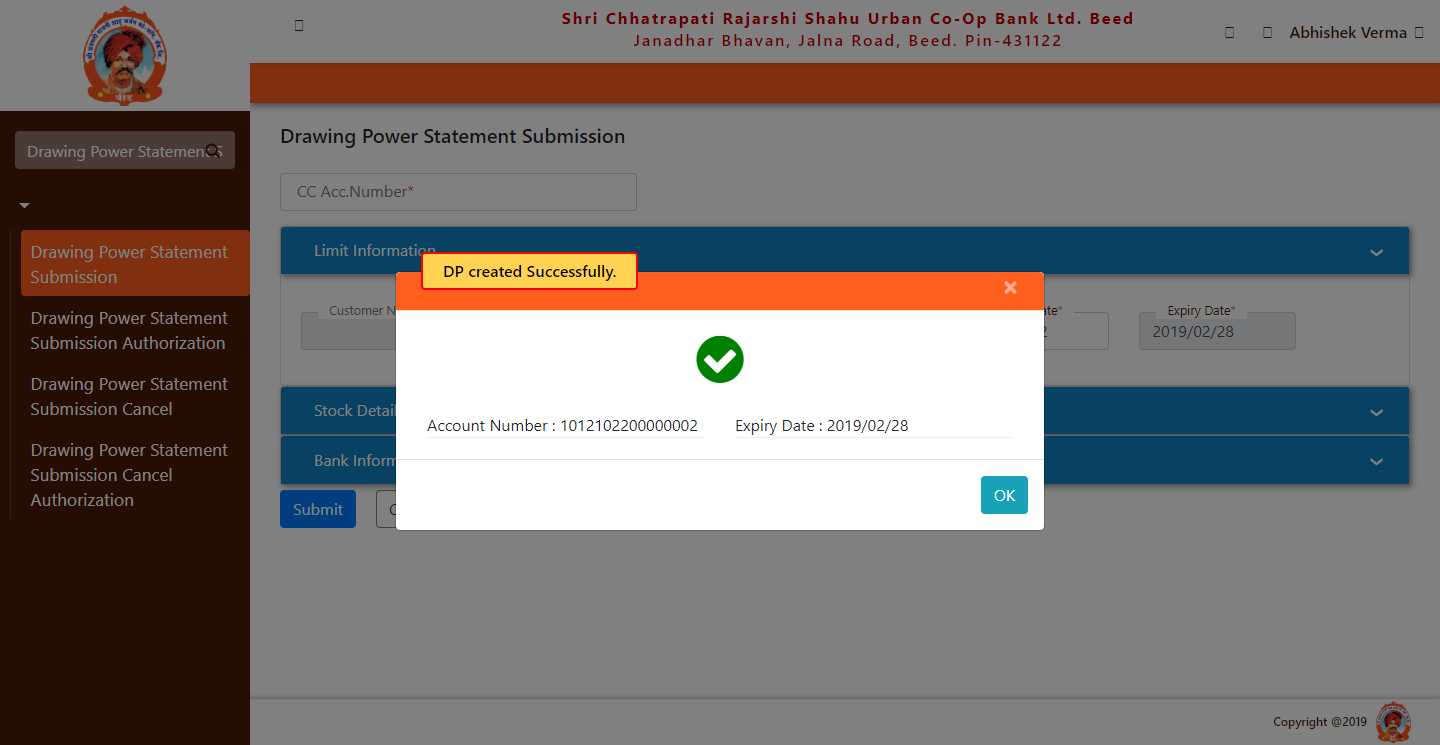 Shri Chhatrapati Rajarshi Shahu Urban Co-Op Bank Ltd. Beed
Janadhar Bhavan, Jalna Road, Beed. Pin-431122
Abhishek Verma
बीड
Drawing Power Statement S
Drawing Power Statement
Submission
Drawing Power Statement
Submission Authorization
Drawing Power Statement
Submission Cancel
Drawing Power Statement
Submission Cancel
Authorization
Drawing Power Statement Submission
CC Acc.Number*
Limit Information
DP created Successfully.
×
Customer N
ate*
Expiry Date*
2
2019/02/28
Account Number : 1012102200000002
Expiry Date : 2019/02/28
Stock Detail
Bank Inform
OK
Submit
C
Copyright @2019